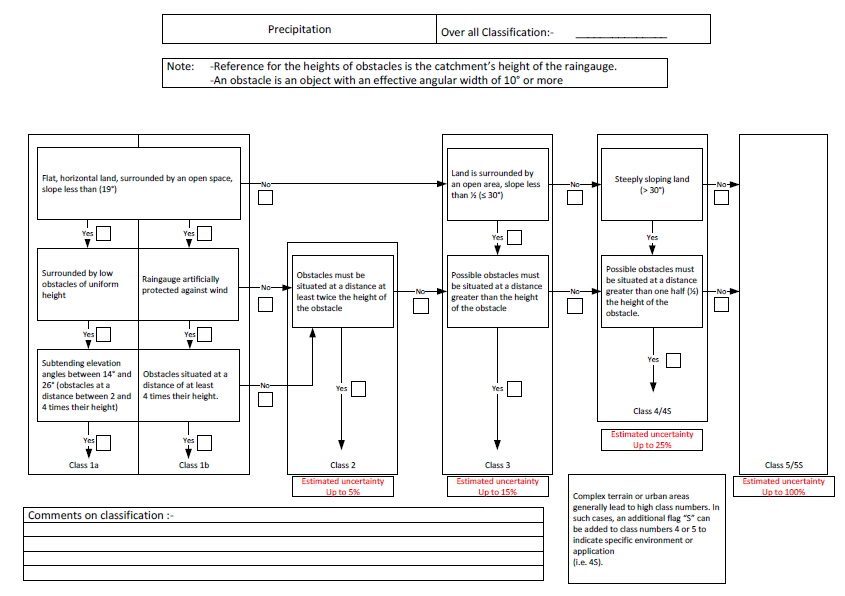 Precipitation
Over all Classification:- ________________
Note: -Reference for the heights of obstacles is the catchment's height of the raingauge.
-An obstacle is an object with an effective angular width of 10° or more
Flat, horizontal land, surrounded by an open space,
slope less than (19°)
No
Land is surrounded by
an open area, slope less
than ½ (≤ 30°)
No
Steeply sloping land
(> 30°)
No
Yes
Yes
Yes
Yes
Surrounded by low
obstacles of uniform
height
Raingauge artificially
protected against wind
No
Obstacles must be
situated at a distance at
least twice the height of
the obstacle
No
Possible obstacles must
be situated at a distance
greater than the height
of the obstacle
No
Possible obstacles must
be situated at a distance
greater than one half (½)
the height of the
obstacle.
No
Yes
Yes
Subtending elevation
angles between 14° and
26° (obstacles at a
distance between 2 and
4 times their height)
Obstacles situated at a
distance of at least
4 times their height.
No
Yes
Yes
Yes
Class 4/4S
Estimated uncertainty
Up to 25%
Yes
Yes
Class 1a
Class 1b
Class 2
Class 3
Class 5/5S
Estimated uncertainty
Up to 5%
Estimated uncertainty
Up to 15%
Estimated uncertainty
Up to 100%
Complex terrain or urban areas
generally lead to high class numbers. In
such cases, an additional flag "S" can
be added to class numbers 4 or 5 to
indicate specific environment or
application
(i.e. 4S).
Comments on classification :-